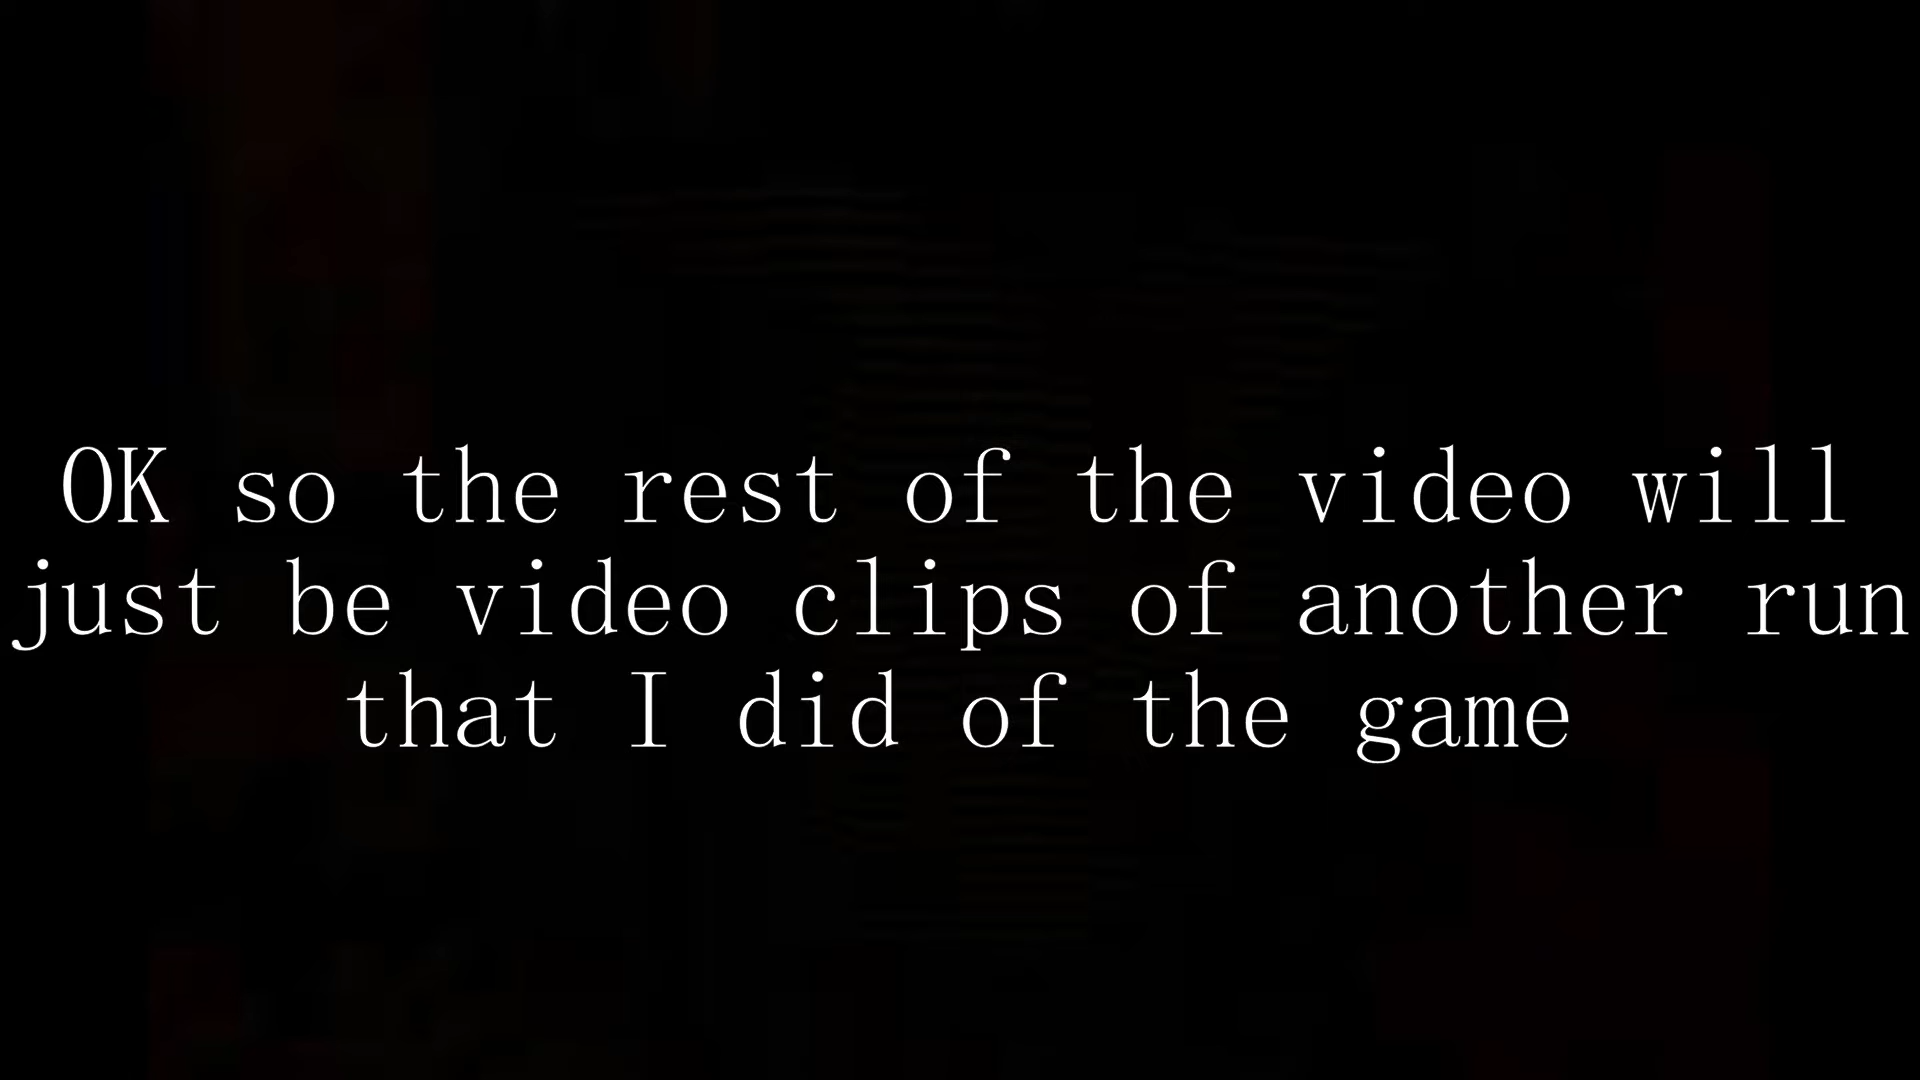 OK so the rest of the video will
just be video clips of another run
that I did of the game